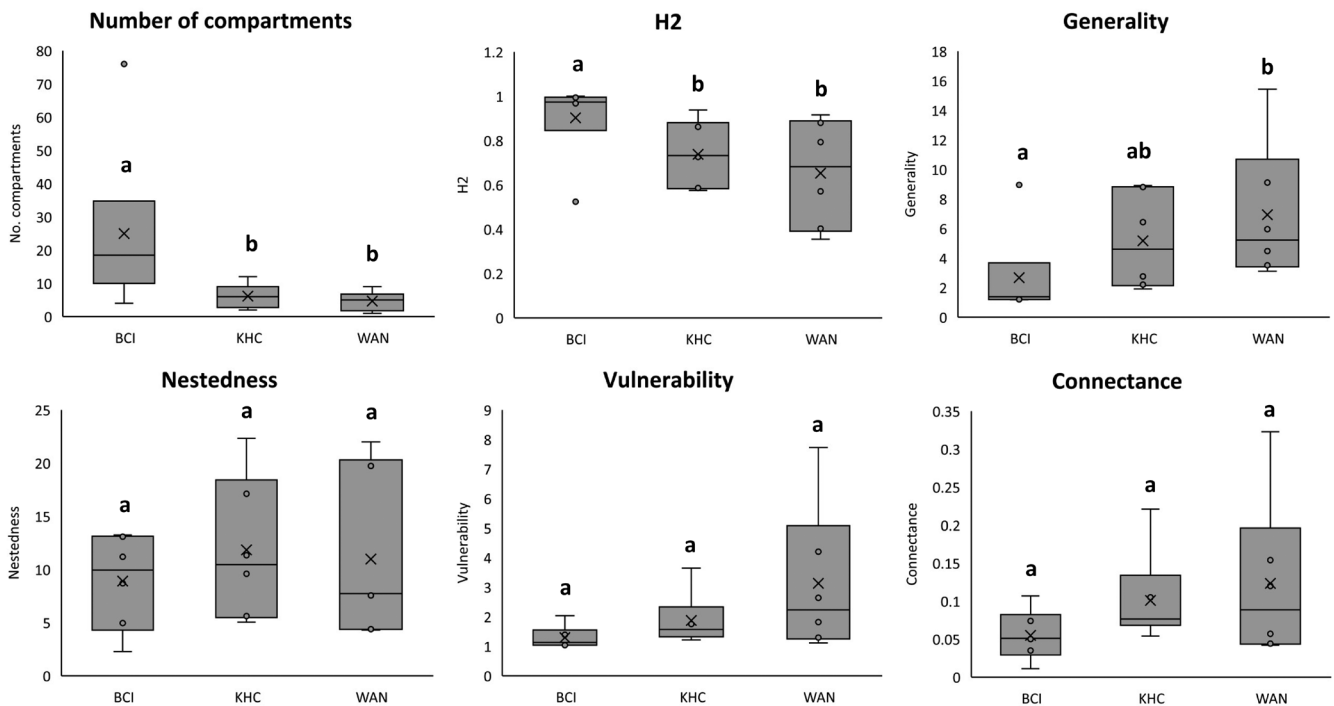 Number of compartments
80
70
60
50
40
30
20
10
0
No. compartments
a
b
b
BCI KHC WAN
H2
1.2
1
0.8
0.6
0.4
0.2
0
H2
a
b
b
BCI KHC WAN
Generality
18
16
14
12
10
8
6
4
2
0
Generality
a
ab
b
BCI KHC WAN
Nestedness
25
20
15
10
5
0
Nestedness
a
a
a
BCI KHC WAN
Vulnerability
9
8
7
6
5
4
3
2
1
0
Vulnerability
a
a
a
BCI KHC WAN
Connectance
0.35
0.3
0.25
0.2
0.15
0.1
0.05
0
Connectance
a
a
a
BCI KHC WAN